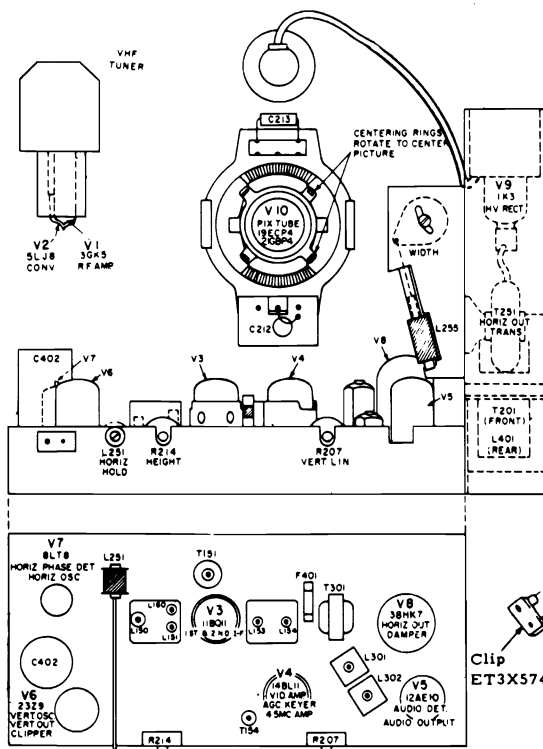 VHF
TUNER
C213
CENTERING RINGS
ROTATE TO CENTER
PICTURE
V10
PIX TUBE
19ECP4
21GBP4
V9
1K3
HV RECT
WIDTH
V2
5LJ8
CONV
V1
3GK5
RF AMP
C212
T251
HORIZ OUT
TRANS
L255
C402
V7
V6
V3
V4
V8
V5
T201
(FRONT)
L401
(REAR)
L251
HORIZ
HOLD
R214
HEIGHT
R207
VERT LIN
V7
8LT8
HORIZ PHASE DET
HORIZ OSC
L251
T151
F401
T301
L160
L150
L151
V3
11BQ11
1ST & 2ND I-F
L153
L154
V8
38HK7
HORIZ OUT
DAMPER
C402
L301
L302
V4
14BL11
VID AMP
AGC KEYER
4.5MC AMP
T154
V5
12AE10
AUDIO DET.
AUDIO OUTPUT
Clip
ET3X574
V6
23Z9
VERT OSC
VERT OUT
CLIPPER
R214
R207